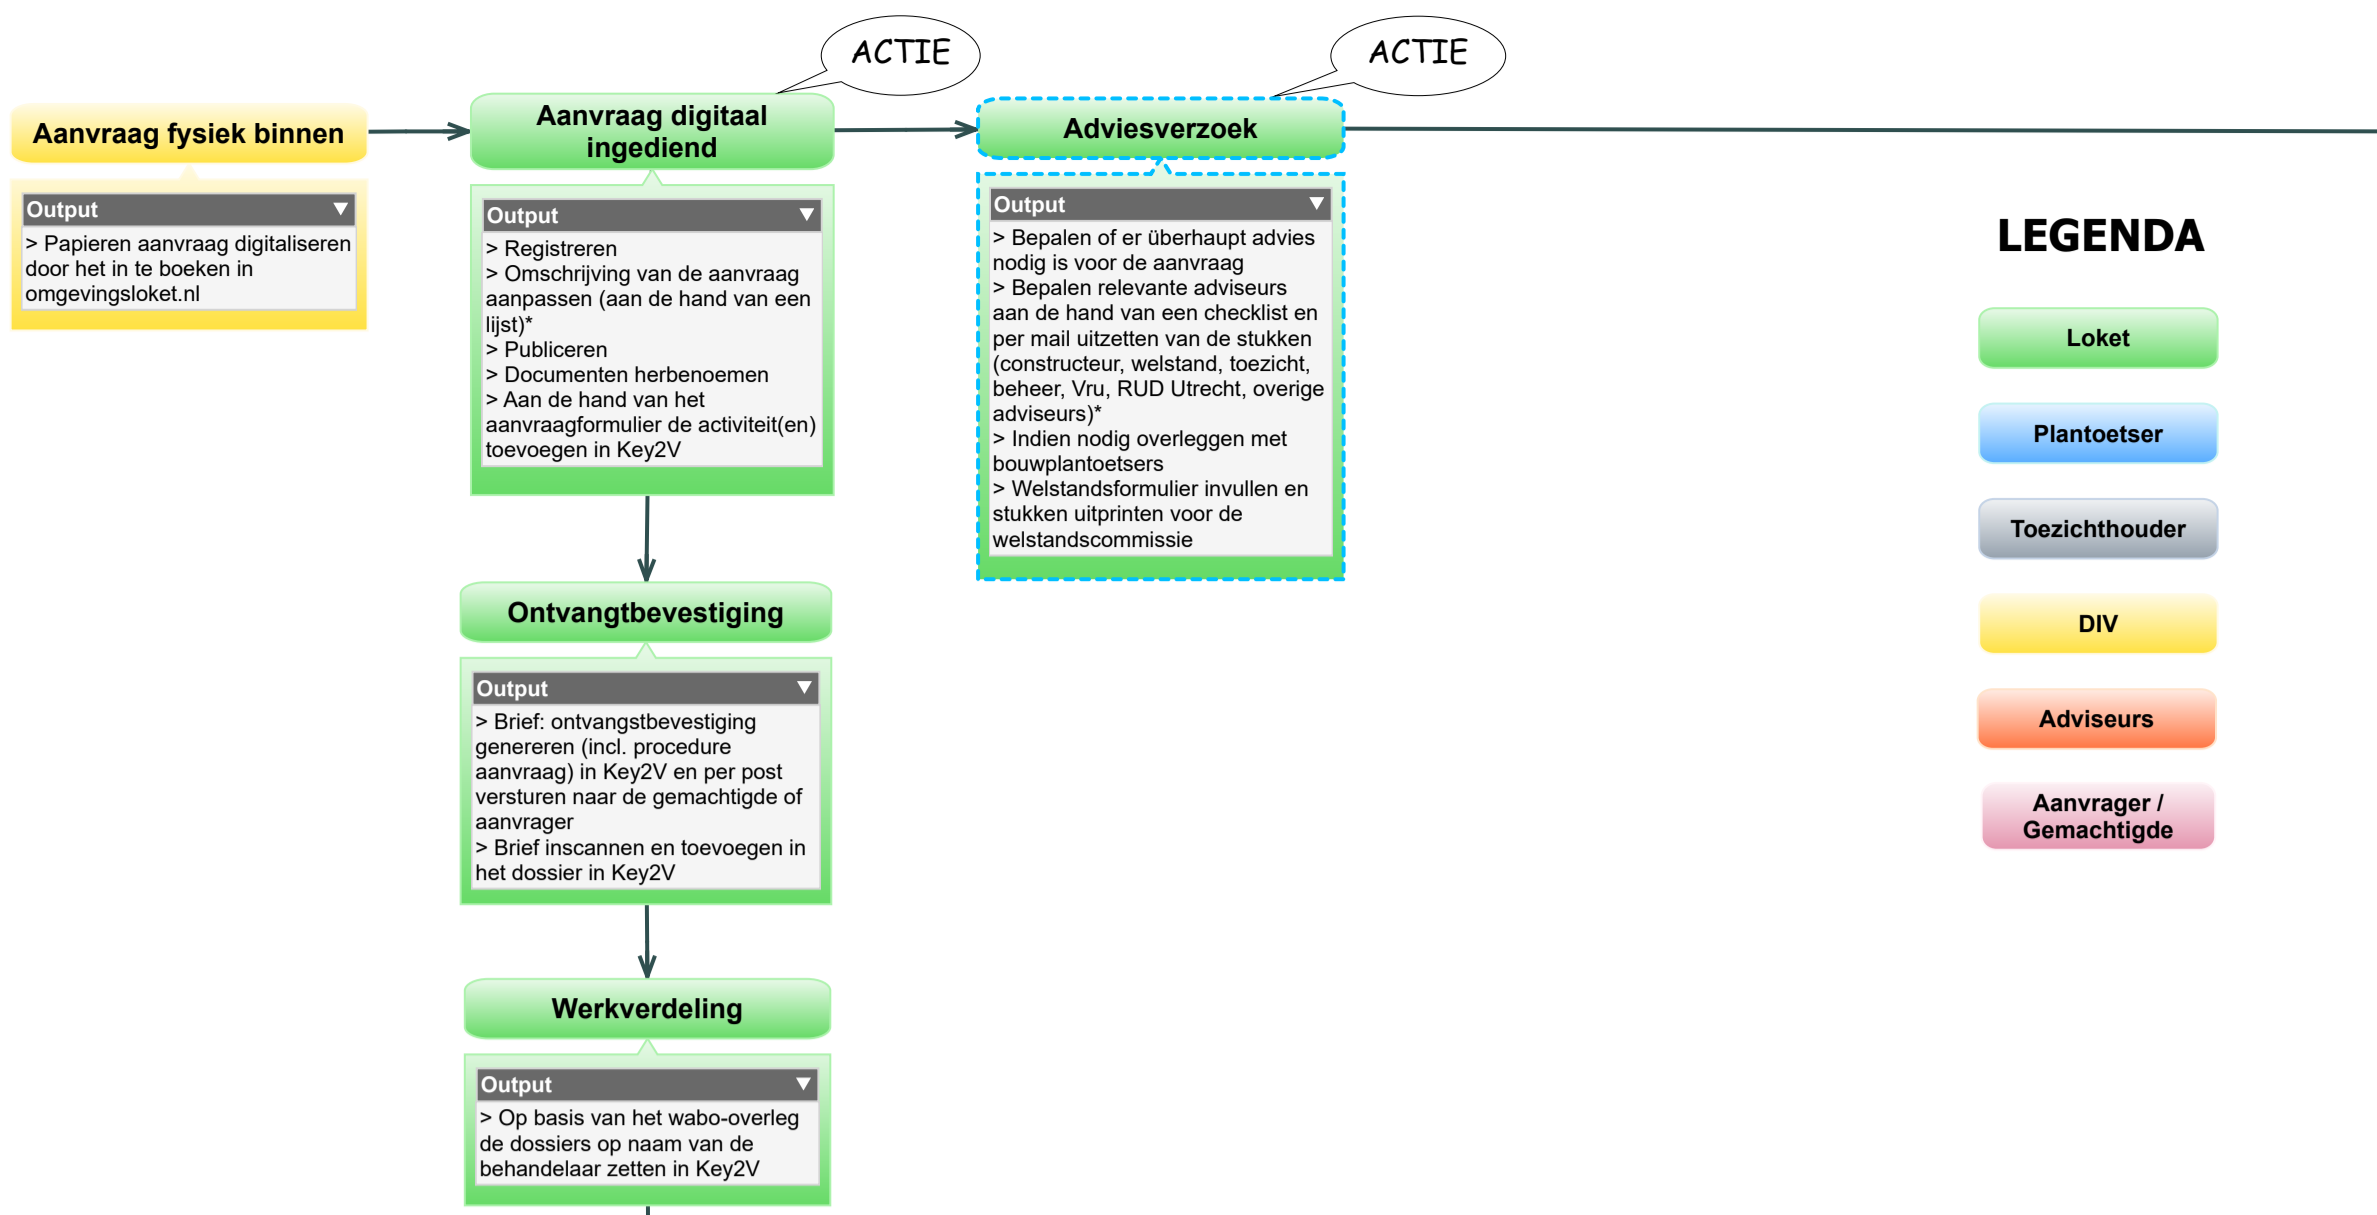 ACTIE
ACTIE
Aanvraag fysiek binnen
Output
> Papieren aanvraag digitaliseren
door het in te boeken in
omgevingsloket.nl
Aanvraag digitaal
ingediend
Output
> Registreren
> Omschrijving van de aanvraag
aanpassen (aan de hand van een
lijst)*
> Publiceren
> Documenten herbenoemen
> Aan de hand van het
aanvraagformulier de activiteit(en)
toevoegen in Key2V
Adviesverzoek
Output
> Bepalen of er überhaupt advies
nodig is voor de aanvraag
> Bepalen relevante adviseurs
aan de hand van een checklist en
per mail uitzetten van de stukken
(constructeur, welstand, toezicht,
beheer, Vru, RUD Utrecht, overige
adviseurs)*
> Indien nodig overleggen met
bouwplantoetsers
> Welstandsformulier invullen en
stukken uitprinten voor de
welstandscommissie
Ontvangtbevestiging
Output
> Brief: ontvangstbevestiging
genereren (incl. procedure
aanvraag) in Key2V en per post
versturen naar de gemachtigde of
aanvrager
> Brief inscannen en toevoegen in
het dossier in Key2V
Werkverdeling
Output
> Op basis van het wabo-overleg
de dossiers op naam van de
behandelaar zetten in Key2V
LEGENDA
Loket
Plantoetser
Toezichthouder
DIV
Adviseurs
Aanvrager /
Gemachtigde